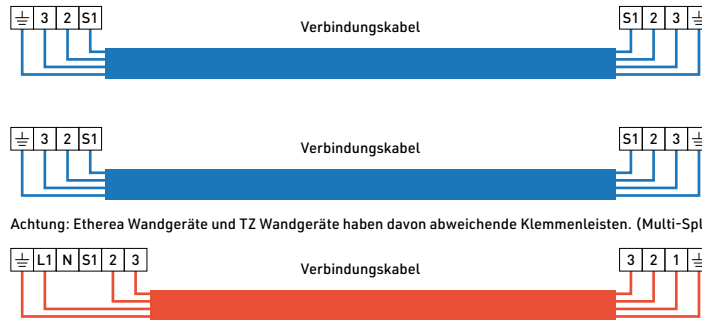 ⏚ 3 2 S1 Verbindungskabel S1 2 3 ⏚
⏚ 3 2 S1 Verbindungskabel S1 2 3 ⏚
Achtung: Etherea Wandgeräte und TZ Wandgeräte haben davon abweichende Klemmenleisten. (Multi-Spl
⏚ L1 N S1 2 3 Verbindungskabel 3 2 1 ⏚